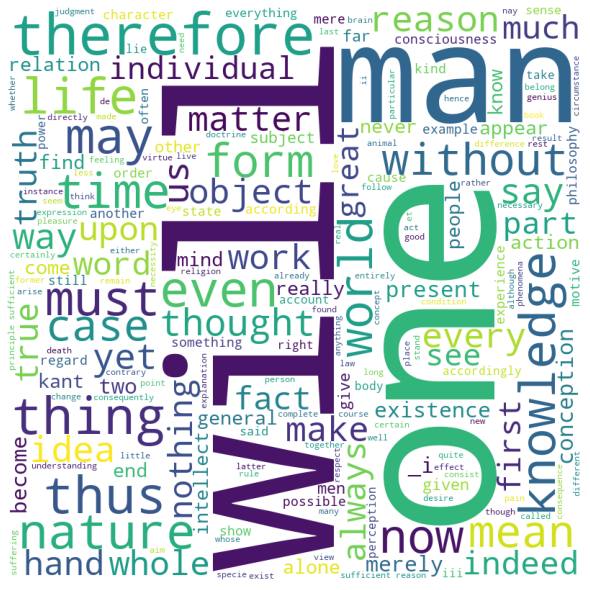 judgment
character
everything
mere
brain
nay
sense
therefore
lie
need
last
far
reason
much
consciousness
relation
individual
man
kind
take
whether
de
made
often
ii
particular
hence
know
belong
genius
circumstance
life
directly
power
matter
other
doctrine
subject
never
book
example
appear
difference
result
rest
may
feeling
virtue
live
us
love
animal
without
truth
find
less
order
form
great
cause
follow
rather
philosophy
instance
seem
think
time
expression
pleasure
another
eye
state
according
object
real
et
act
good
people
necessary
say
way
upon
word
come
still
either
certainly
necessity
mind
religion
work
world
already
entirely
part
action
former
remain
really
present
experience
although
phenomena
motive
true
principle
sufficient
must
arise
even
account
found
concept
condition
every
case
death
yet
regard
something
thought
right
anything
law
place
stand
see
contrary
kant
two
change
consequently
point
explanation
person
fact
give
long
body
accordingly
knowledge
conception
thing
nothing
general
complete
course
certain
existence
become
idea
said
make
together
well
new
first
understanding
little
end
intellect
latter
rule
men
respect
always
quite
_i
effect
consist
given
desire
pain
consequence
different
thus
show
many
possible
perception
now
though
called
mean
suffering
nature
aim
whose
view
alone
merely
iii
indeed
hand
whole
specie
exist
sufficient reason
will
one